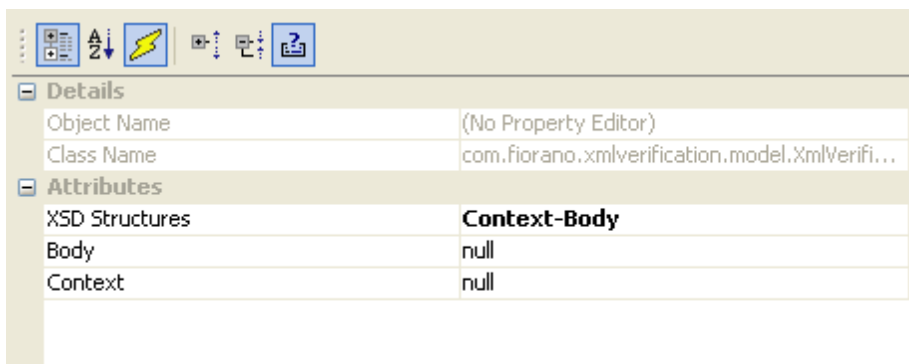 Details
Object Name (No Property Editor)
Class Name com.fiorano.xmlverification.model.XmlVerifi...
Attributes
XSD Structures Context-Body
Body null
Context null